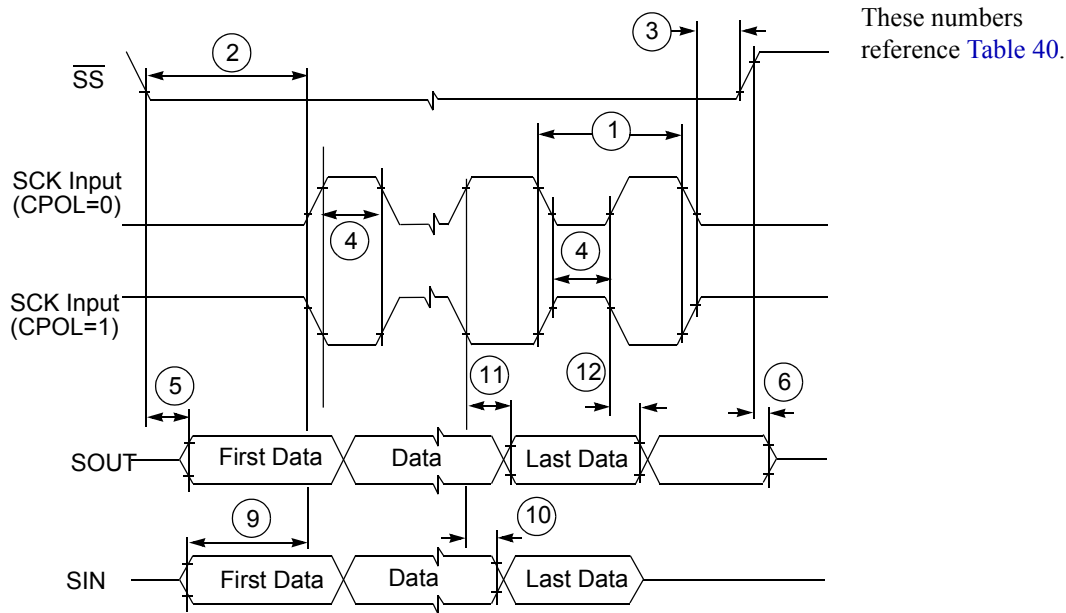 These numbers
reference Table 40.
3
2
SS
1
SCK Input
(CPOL=0)
4
4
SCK Input
(CPOL=1)
5
11
12
6
SOUT
First Data
Data
Last Data
9
10
SIN
First Data
Data
Last Data